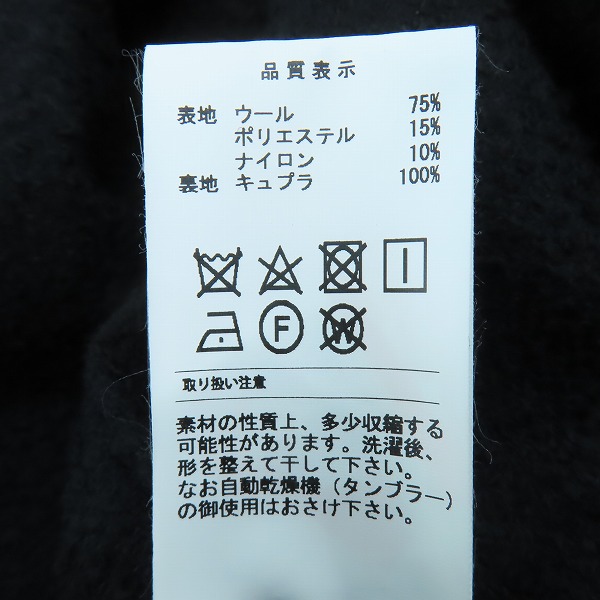 品質表示
表地 ウール 75%
ポリエステル 15%
ナイロン 10%
裏地 キュプラ 100%
F W
取り扱い注意
素材の性質上、多少収縮する
可能性があります。洗濯後、
形を整えて干して下さい。
なお自動乾燥機（タンブラー）
の御使用はおさけ下さい。